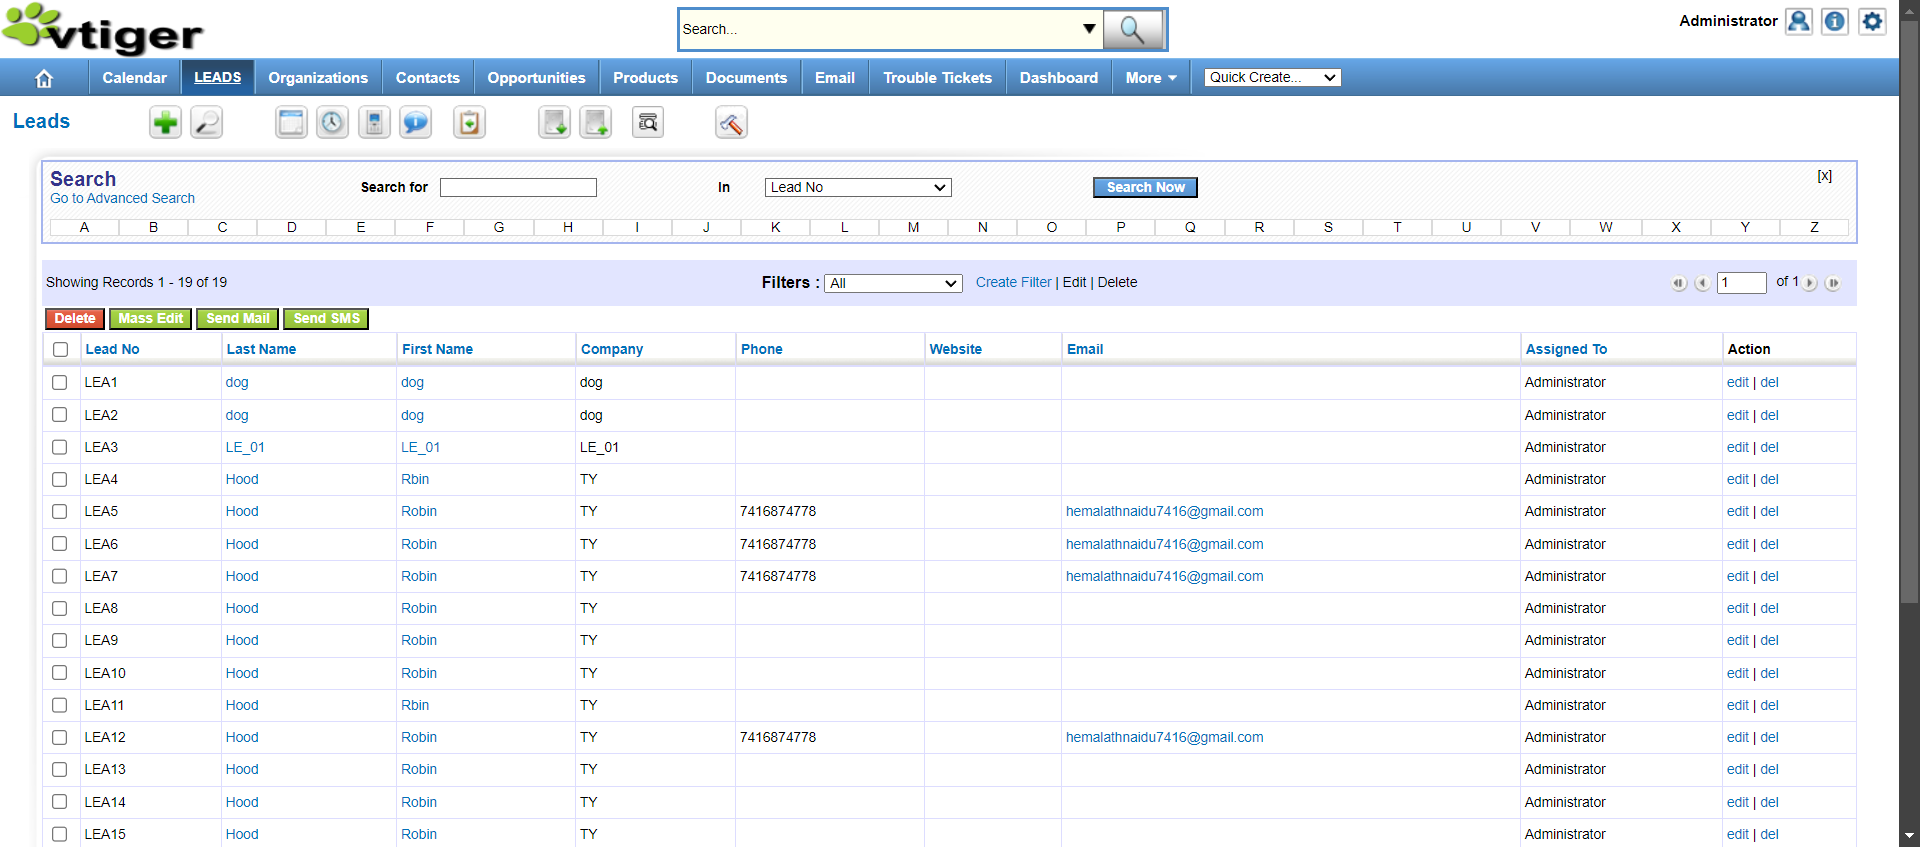 vtiger
Search...
Administrator
Calendar LEADS Organizations Contacts Opportunities Products Documents Email Trouble Tickets Dashboard More Quick Create...
Leads
Search
Go to Advanced Search
Search for In Lead No Search Now [x]
A B C D E F G H I J K L M N O P Q R S T U V W X Y Z
Showing Records 1 - 19 of 19 Filters : All Create Filter | Edit | Delete 1 of 1
Delete Mass Edit Send Mail Send SMS
Lead No Last Name First Name Company Phone Website Email Assigned To Action
LEA1 dog dog dog Administrator edit | del
LEA2 dog dog dog Administrator edit | del
LEA3 LE_01 LE_01 LE_01 Administrator edit | del
LEA4 Hood Rbin TY Administrator edit | del
LEA5 Hood Robin TY 7416874778 hemalathnaidu7416@gmail.com Administrator edit | del
LEA6 Hood Robin TY 7416874778 hemalathnaidu7416@gmail.com Administrator edit | del
LEA7 Hood Robin TY 7416874778 hemalathnaidu7416@gmail.com Administrator edit | del
LEA8 Hood Robin TY Administrator edit | del
LEA9 Hood Robin TY Administrator edit | del
LEA10 Hood Robin TY Administrator edit | del
LEA11 Hood Rbin TY Administrator edit | del
LEA12 Hood Robin TY 7416874778 hemalathnaidu7416@gmail.com Administrator edit | del
LEA13 Hood Robin TY Administrator edit | del
LEA14 Hood Robin TY Administrator edit | del
LEA15 Hood Robin TY Administrator edit | del